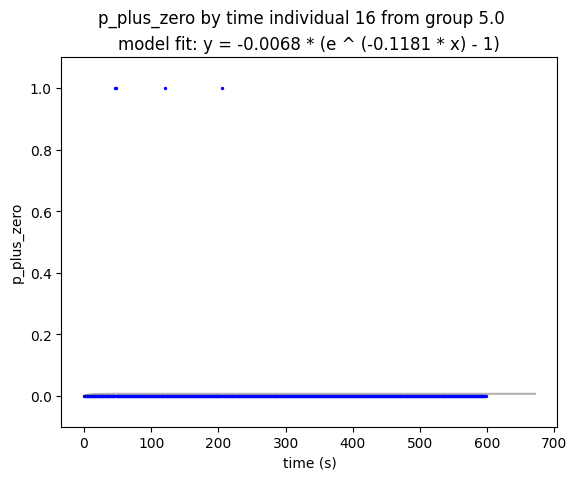 p_plus_zero by time individual 16 from group 5.0
model fit: y = -0.0068 * (e ^ (-0.1181 * x) - 1)
1.0
0.8
0.6
0.4
0.2
0.0
p_plus_zero
0 100 200 300 400 500 600 700
time (s)